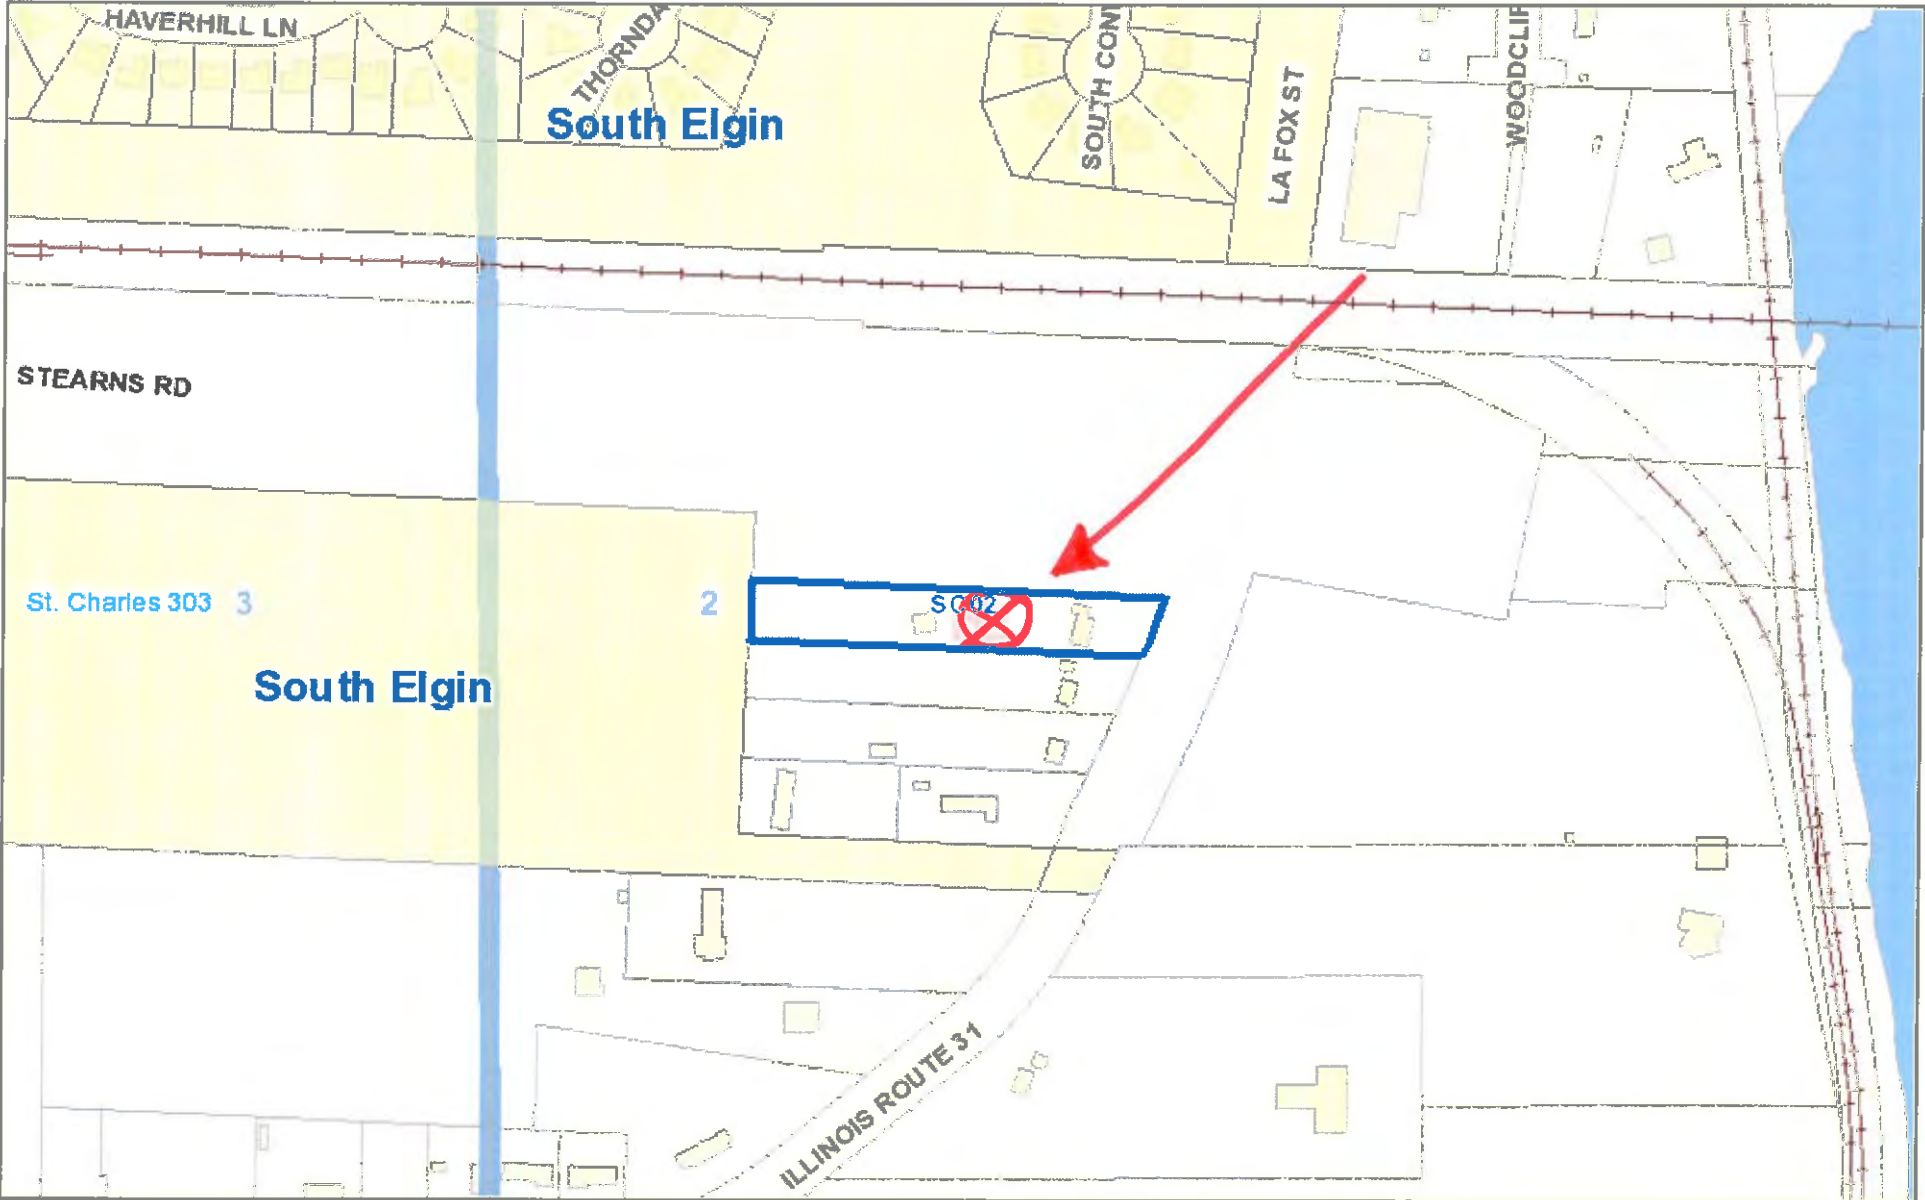 HAVERHILL LN
THORNDA
SOUTH CON
LA FOX ST
WOODCLIF
South Elgin
STEARNS RD
St. Charles 303
3
2
South Elgin
ILLINOIS ROUTE 31